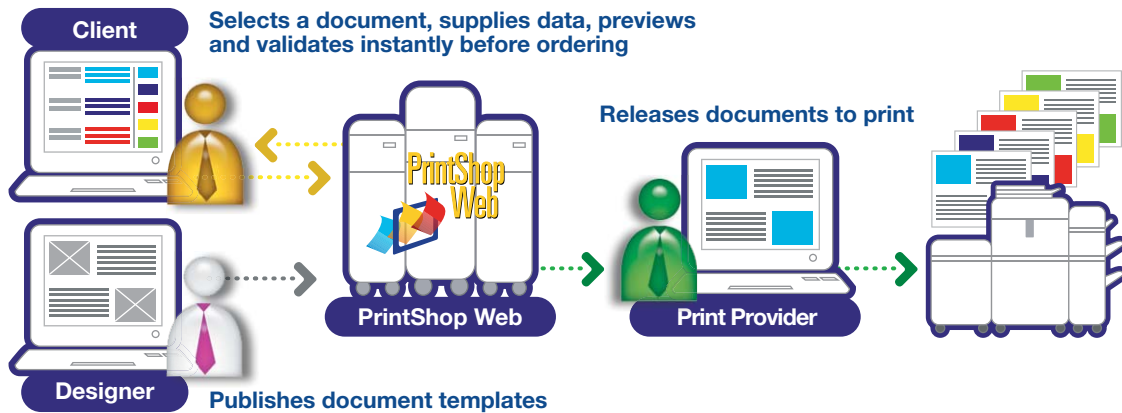 Client
Selects a document, supplies data, previews
and validates instantly before ordering
Releases documents to print
PrintShop
Web
PrintShop Web
Print Provider
Designer
Publishes document templates